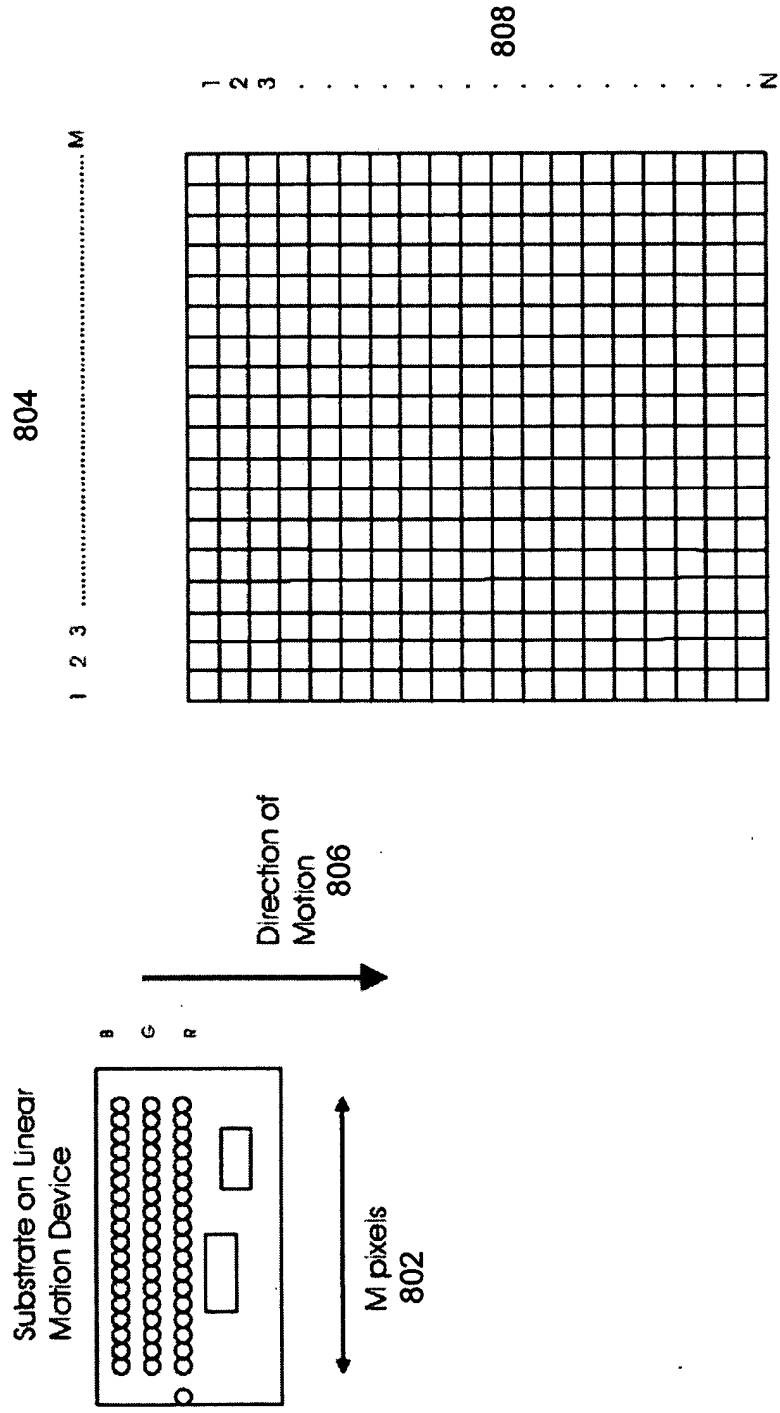 Substrate on Linear
Motion Device
B
G
R
M pixels
802
Direction of
Motion
806
804
1 2 3 ........................................ M
1
2
3
.
.
.
.
.
.
.
.
.
.
.
.
.
.
N
808